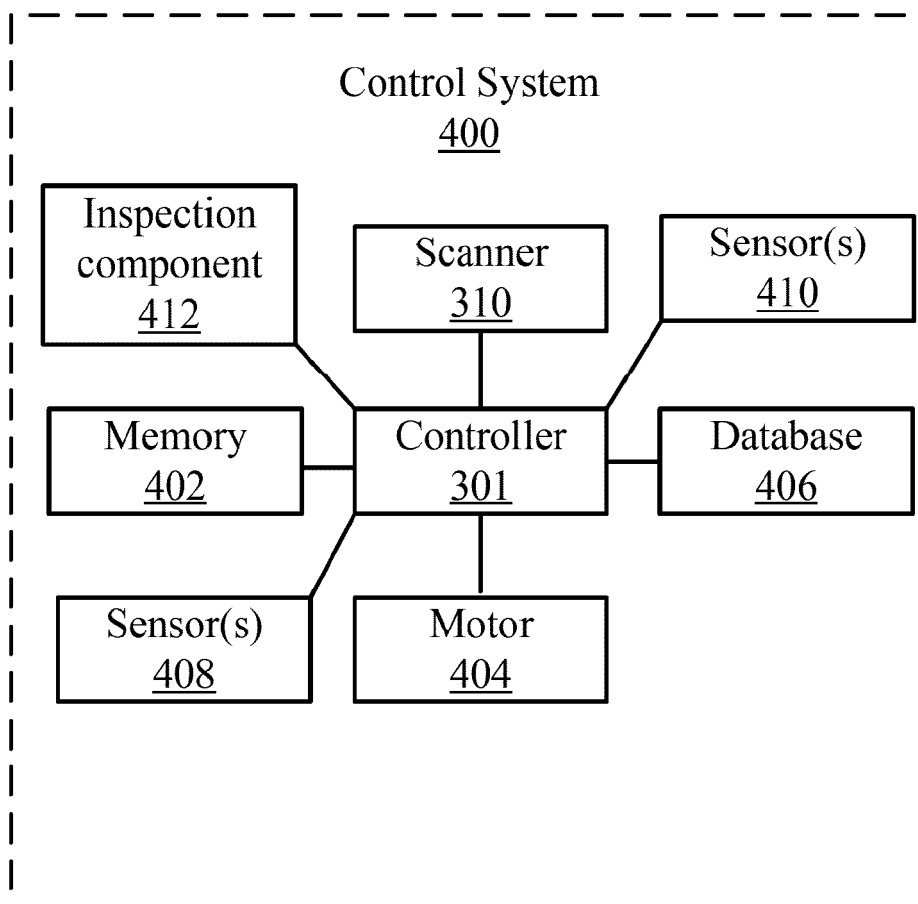 Control System
400
Inspection
component
412
Scanner
310
Sensor(s)
410
Memory
402
Controller
301
Database
406
Sensor(s)
408
Motor
404